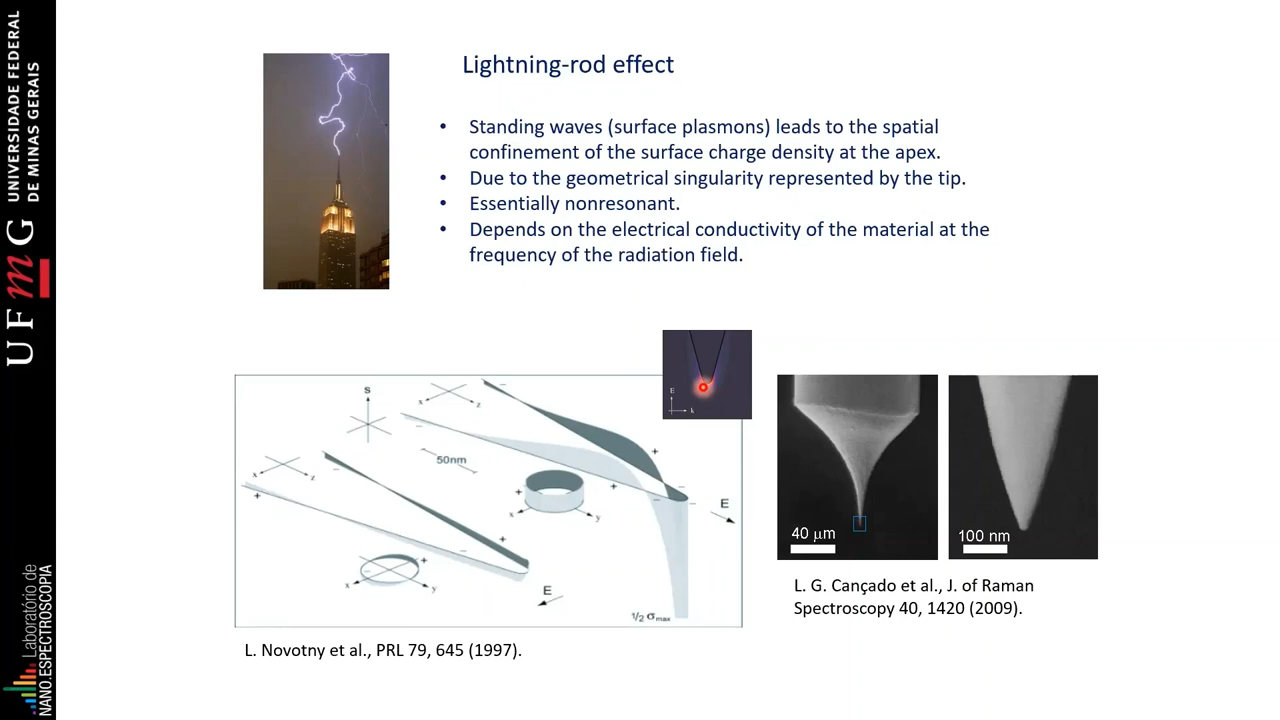 UNIVERSIDADE FEDERAL
DE MINAS GERAIS
UFmG
Laboratório de
NANO.ESPECTROSCOPIA
Lightning-rod effect
• Standing waves (surface plasmons) leads to the spatial
confinement of the surface charge density at the apex.
• Due to the geometrical singularity represented by the tip.
• Essentially nonresonant.
• Depends on the electrical conductivity of the material at the
frequency of the radiation field.
E
k
s
x
z
−
+
50nm
x
z
−
+
+
−
−
−
E
+
x
y
+
−
+
−
x
y
E
1/2 σmax
L. Novotny et al., PRL 79, 645 (1997).
40 μm
100 nm
L. G. Cançado et al., J. of Raman
Spectroscopy 40, 1420 (2009).